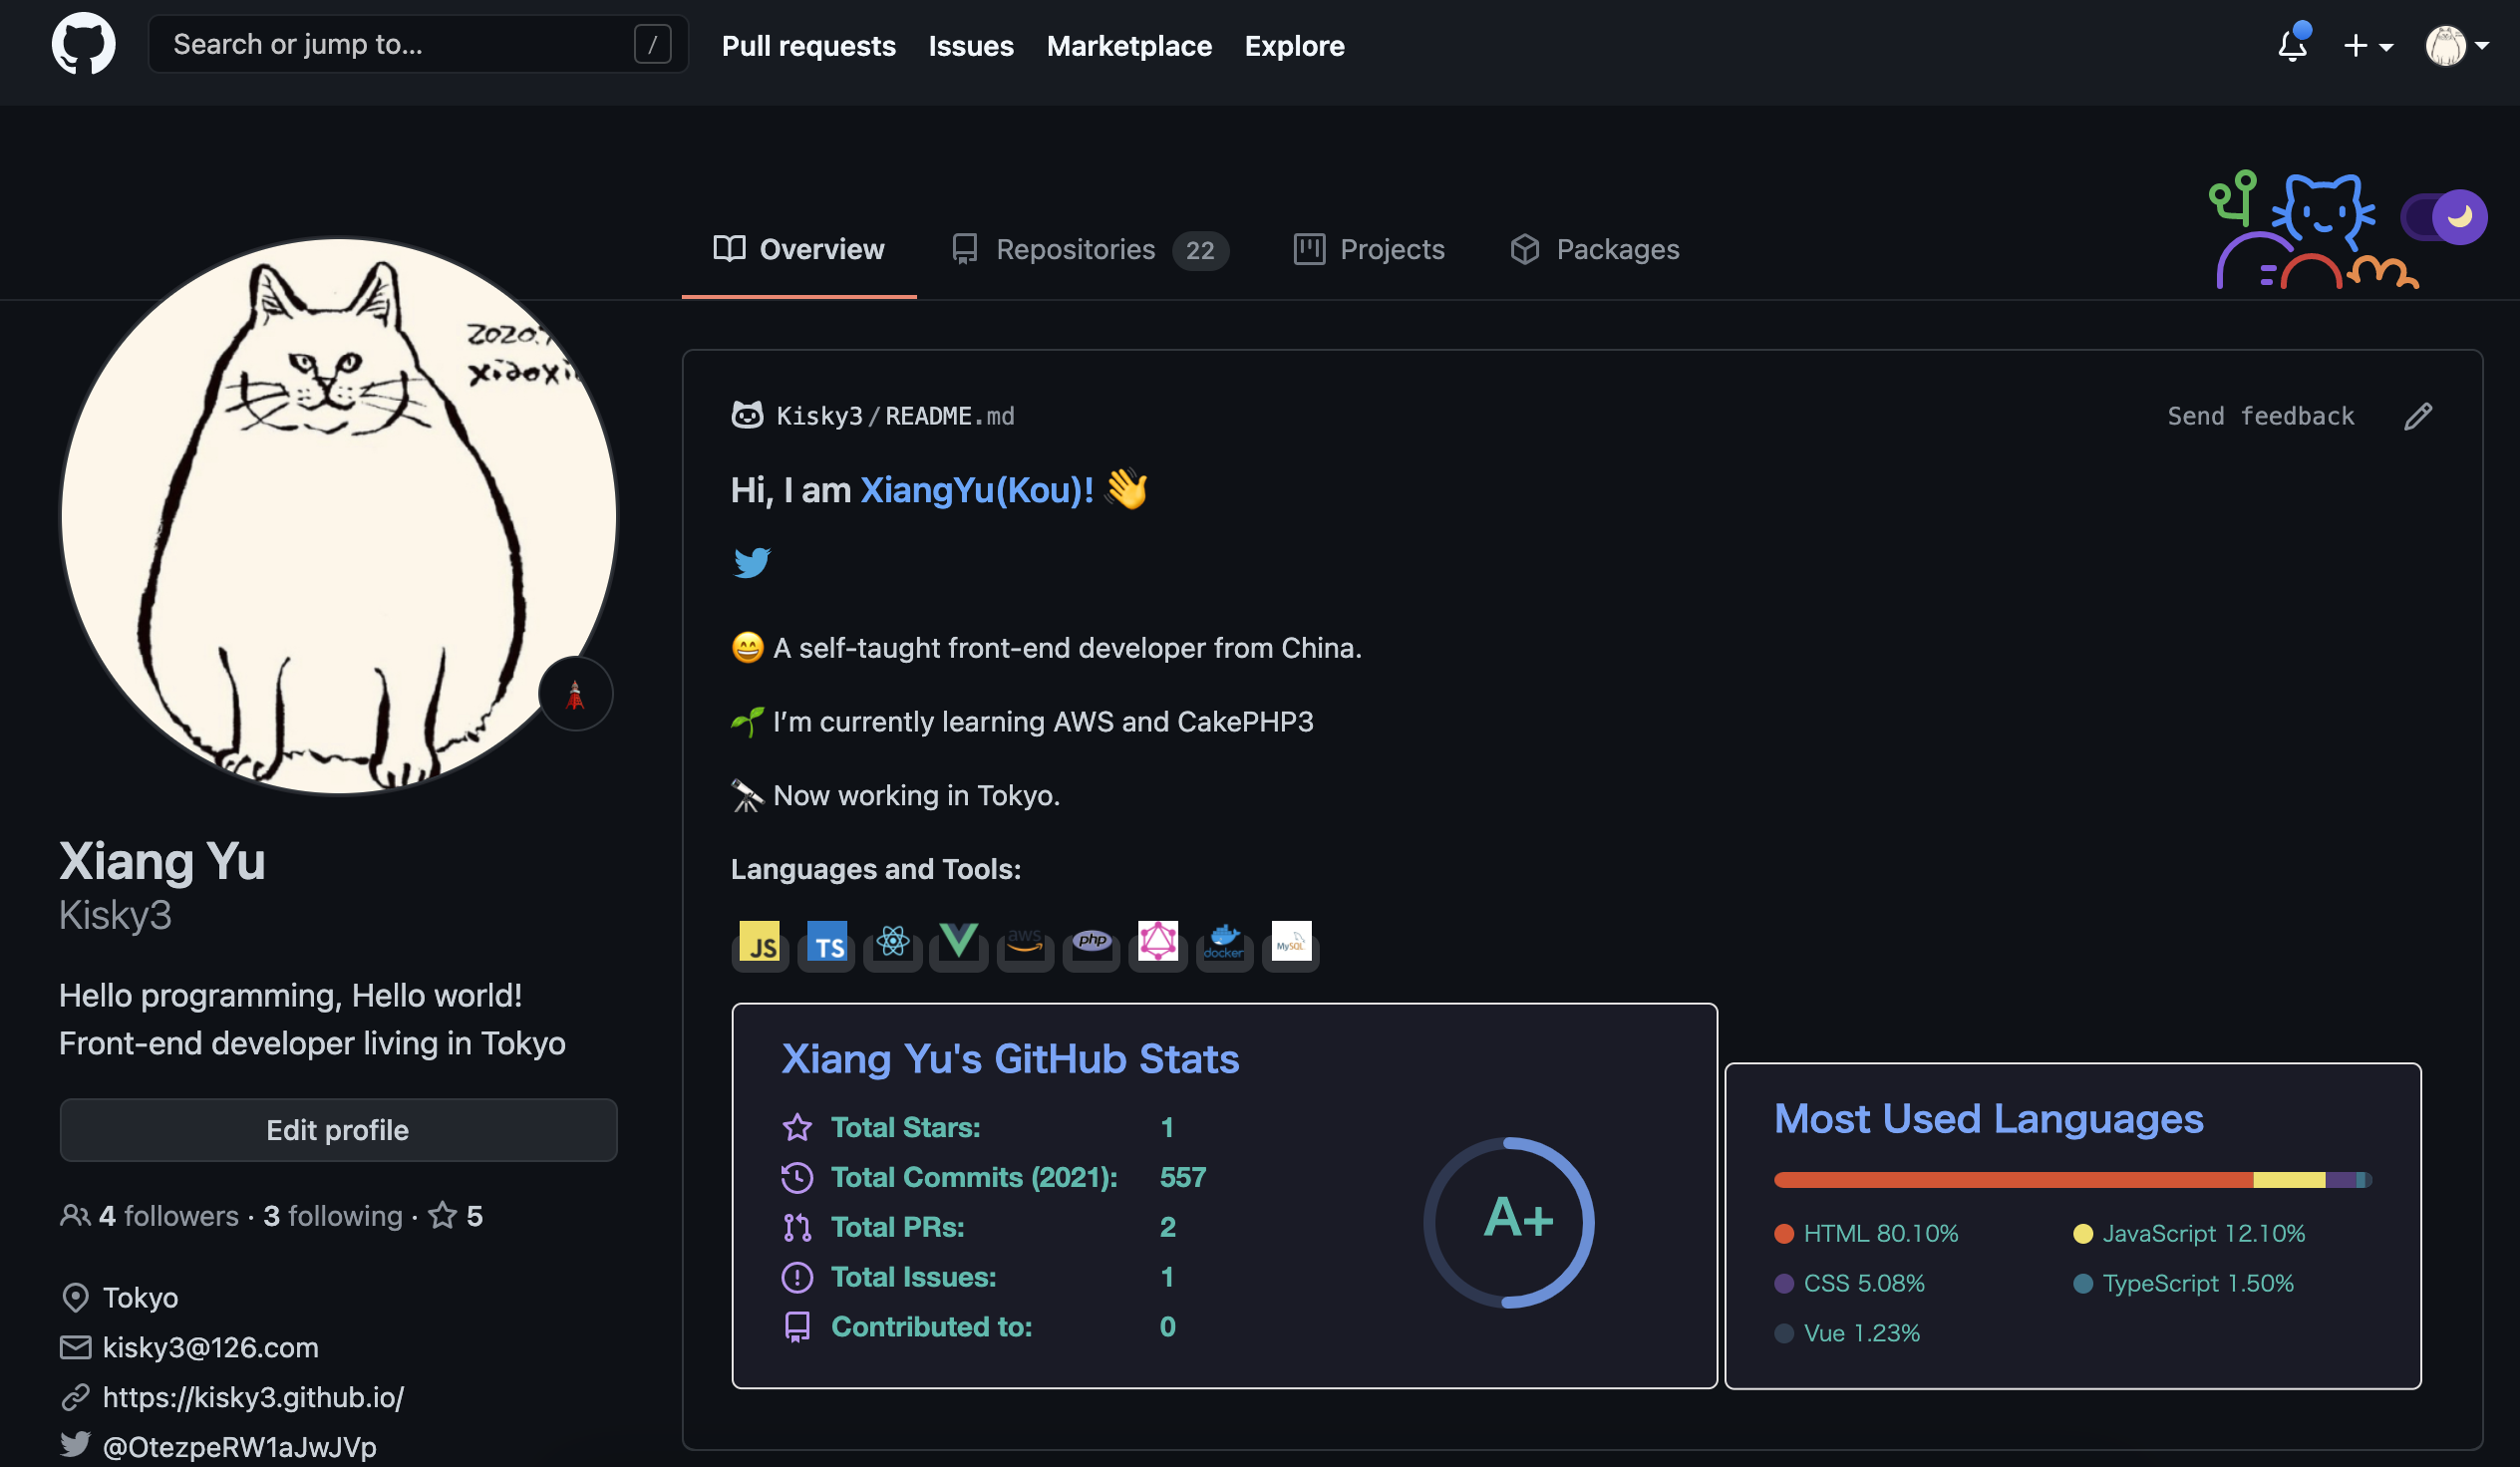 Search or jump to...
/
Pull requests
Issues
Marketplace
Explore
Overview
Repositories 22
Projects
Packages
2020.
xiaoxi
Xiang Yu
Kisky3
Hello programming, Hello world!
Front-end developer living in Tokyo
Edit profile
4 followers · 3 following · 5
Tokyo
kisky3@126.com
https://kisky3.github.io/
@OtezpeRW1aJwJVp
Kisky3/README.md
Send feedback
Hi, I am XiangYu(Kou)! 👋
😄 A self-taught front-end developer from China.
🌱 I’m currently learning AWS and CakePHP3
🔭 Now working in Tokyo.
Languages and Tools:
JS
TS
aws
php
docker
MySQL
Xiang Yu's GitHub Stats
Total Stars: 1
Total Commits (2021): 557
Total PRs: 2
Total Issues: 1
Contributed to: 0
A+
Most Used Languages
HTML 80.10%
JavaScript 12.10%
CSS 5.08%
TypeScript 1.50%
Vue 1.23%